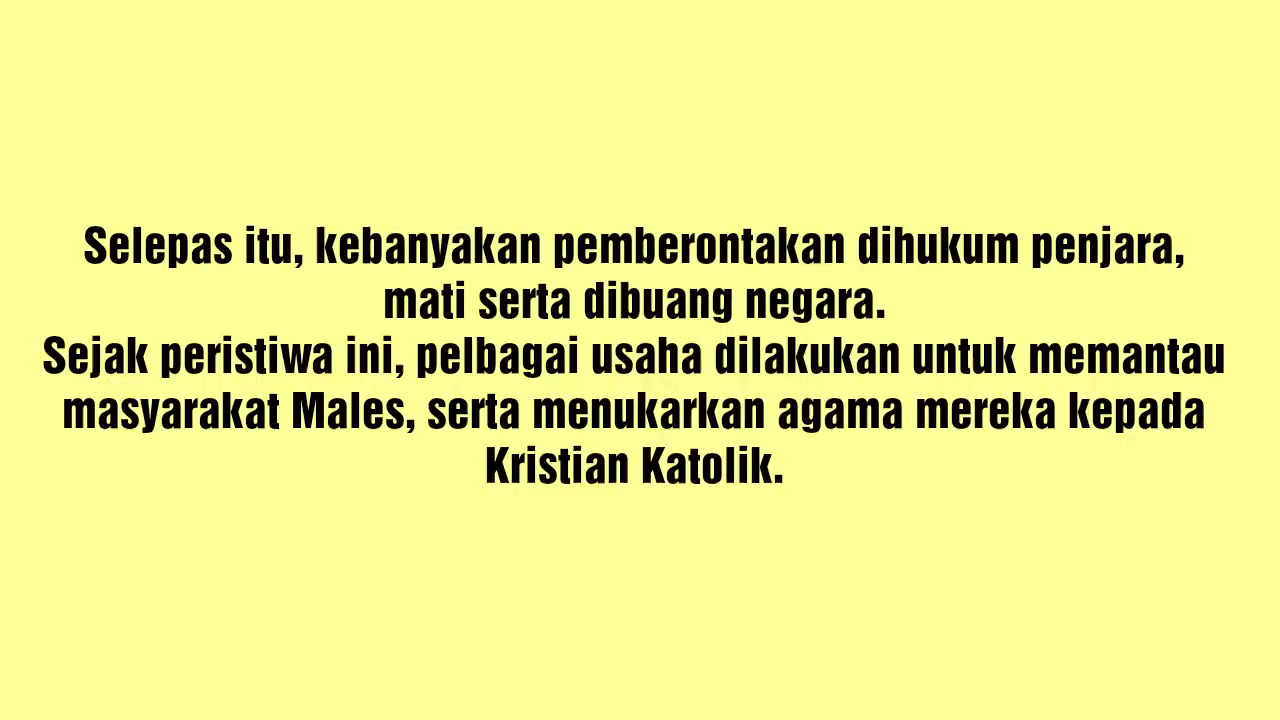 Selepas itu, kebanyakan pemberontakan dihukum penjara,
mati serta dibuang negara.
Sejak peristiwa ini, pelbagai usaha dilakukan untuk memantau
masyarakat Males, serta menukarkan agama mereka kepada
Kristian Katolik.